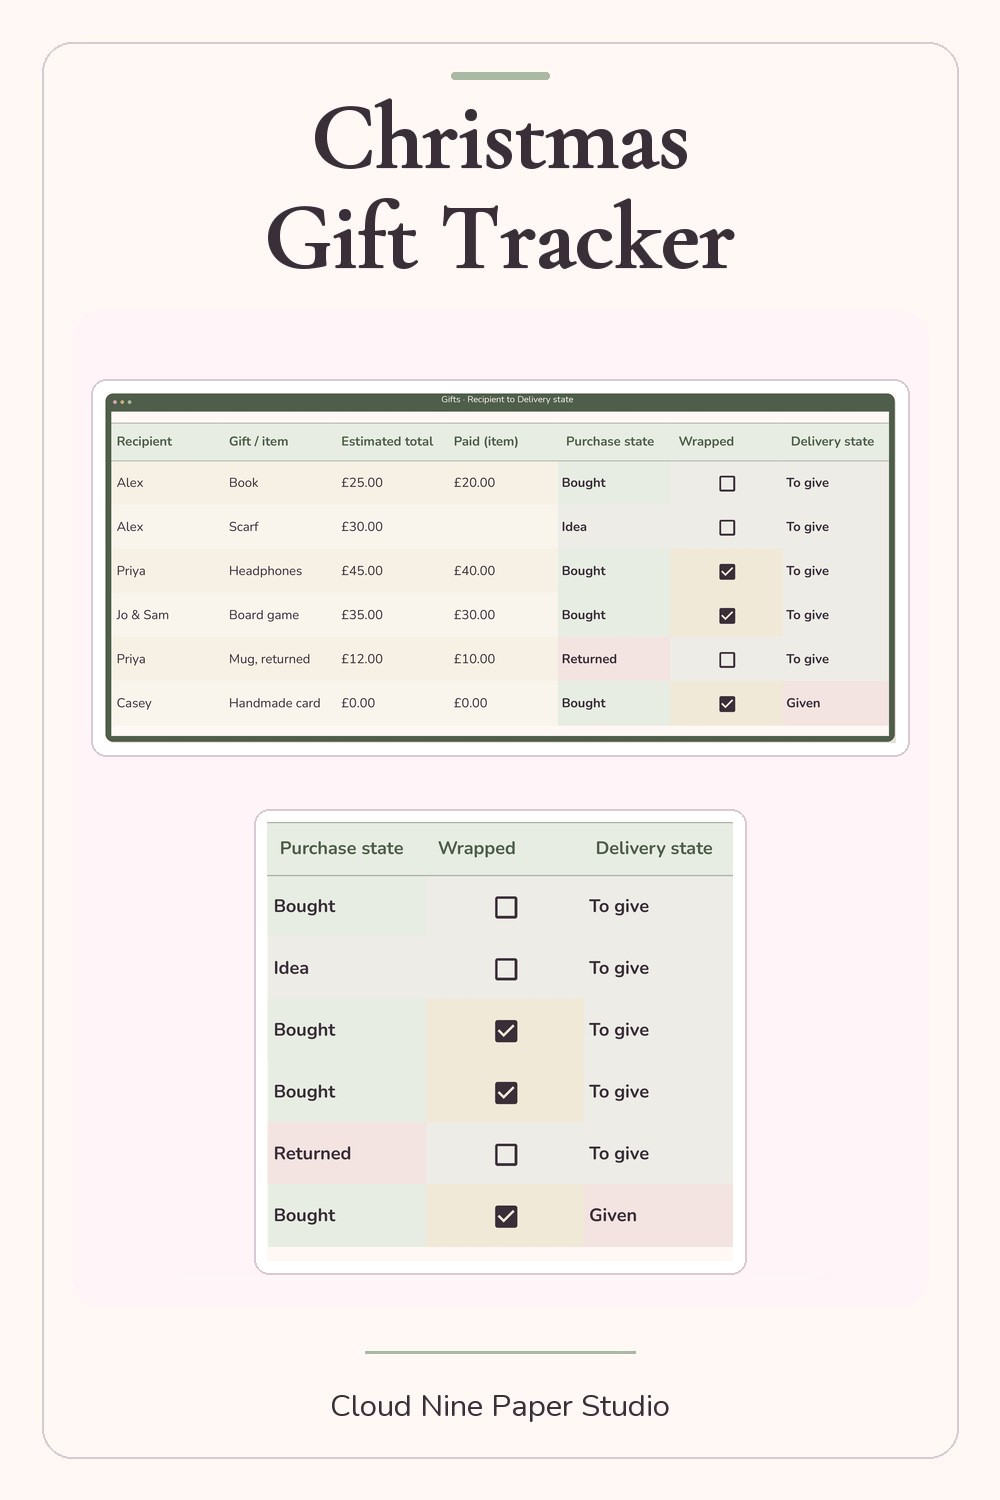 Christmas
Gift Tracker
Gifts · Recipient to Delivery state
Recipient Gift / item Estimated total Paid (item) Purchase state Wrapped Delivery state
Alex Book £25.00 £20.00 Bought To give
Alex Scarf £30.00 Idea To give
Priya Headphones £45.00 £40.00 Bought To give
Jo & Sam Board game £35.00 £30.00 Bought To give
Priya Mug, returned £12.00 £10.00 Returned To give
Casey Handmade card £0.00 £0.00 Bought Given
Purchase state Wrapped Delivery state
Bought To give
Idea To give
Bought To give
Bought To give
Returned To give
Bought Given
Cloud Nine Paper Studio